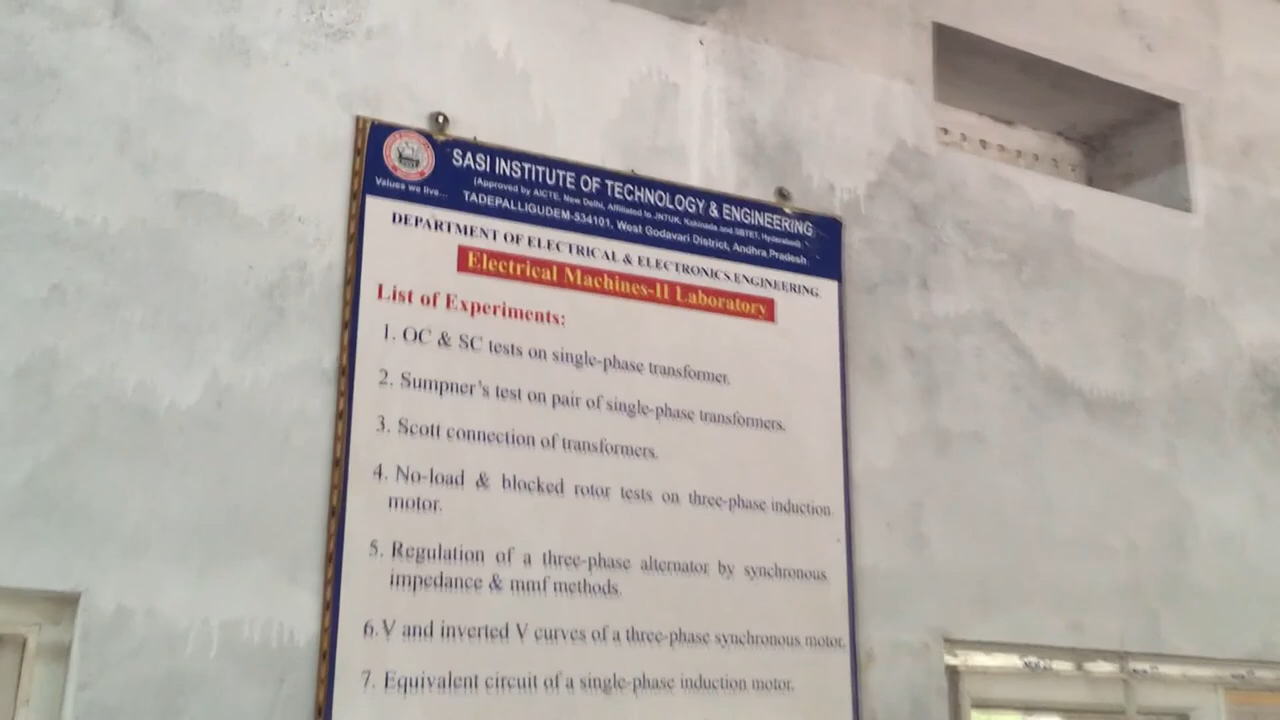 SASI INSTITUTE OF TECHNOLOGY & ENGINEERING
(Approved by AICTE, New Delhi, Affiliated to JNTUK, Kakinada and SBTET, Hyderabad)
Values we live...
TADEPALLIGUDEM-534101, West Godavari District, Andhra Pradesh.
DEPARTMENT OF ELECTRICAL & ELECTRONICS ENGINEERING.
Electrical Machines-II Laboratory
List of Experiments:
1. OC & SC tests on single-phase transformer.
2. Sumpner's test on pair of single-phase transformers.
3. Scott connection of transformers.
4. No-load & blocked rotor tests on three-phase induction
motor.
5. Regulation of a three-phase alternator by synchronous
impedance & mmf methods.
6.V and inverted V curves of a three-phase synchronous motor.
7. Equivalent circuit of a single-phase induction motor.